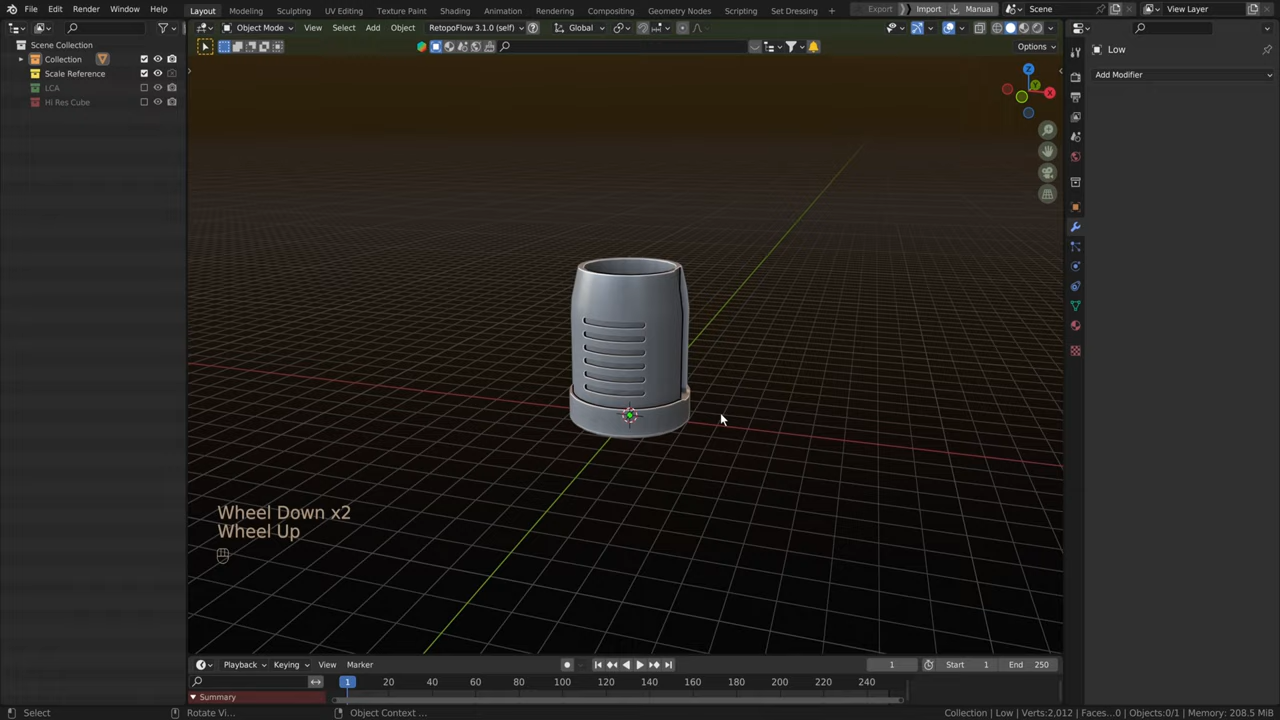 File Edit Render Window Help Layout Modeling Sculpting UV Editing Texture Paint Shading Animation Rendering Compositing Geometry Nodes Scripting Set Dressing + Export Import Manual Scene View Layer
Object Mode View Select Add Object RetopoFlow 3.1.0 (self) Global
Options
Scene Collection
Collection
Scale Reference
LCA
Hi Res Cube
Low
Add Modifier
Z
Y
X
Wheel Down x2
Wheel Up
Playback Keying View Marker 1 Start 1 End 250
1 20 40 60 80 100 120 140 160 180 200 220 240
Summary
Select Rotate Vi... Object Context ... Collection | Low | Verts:2,012 | Faces...0 | Objects:0/1 | Memory: 208.5 MiB